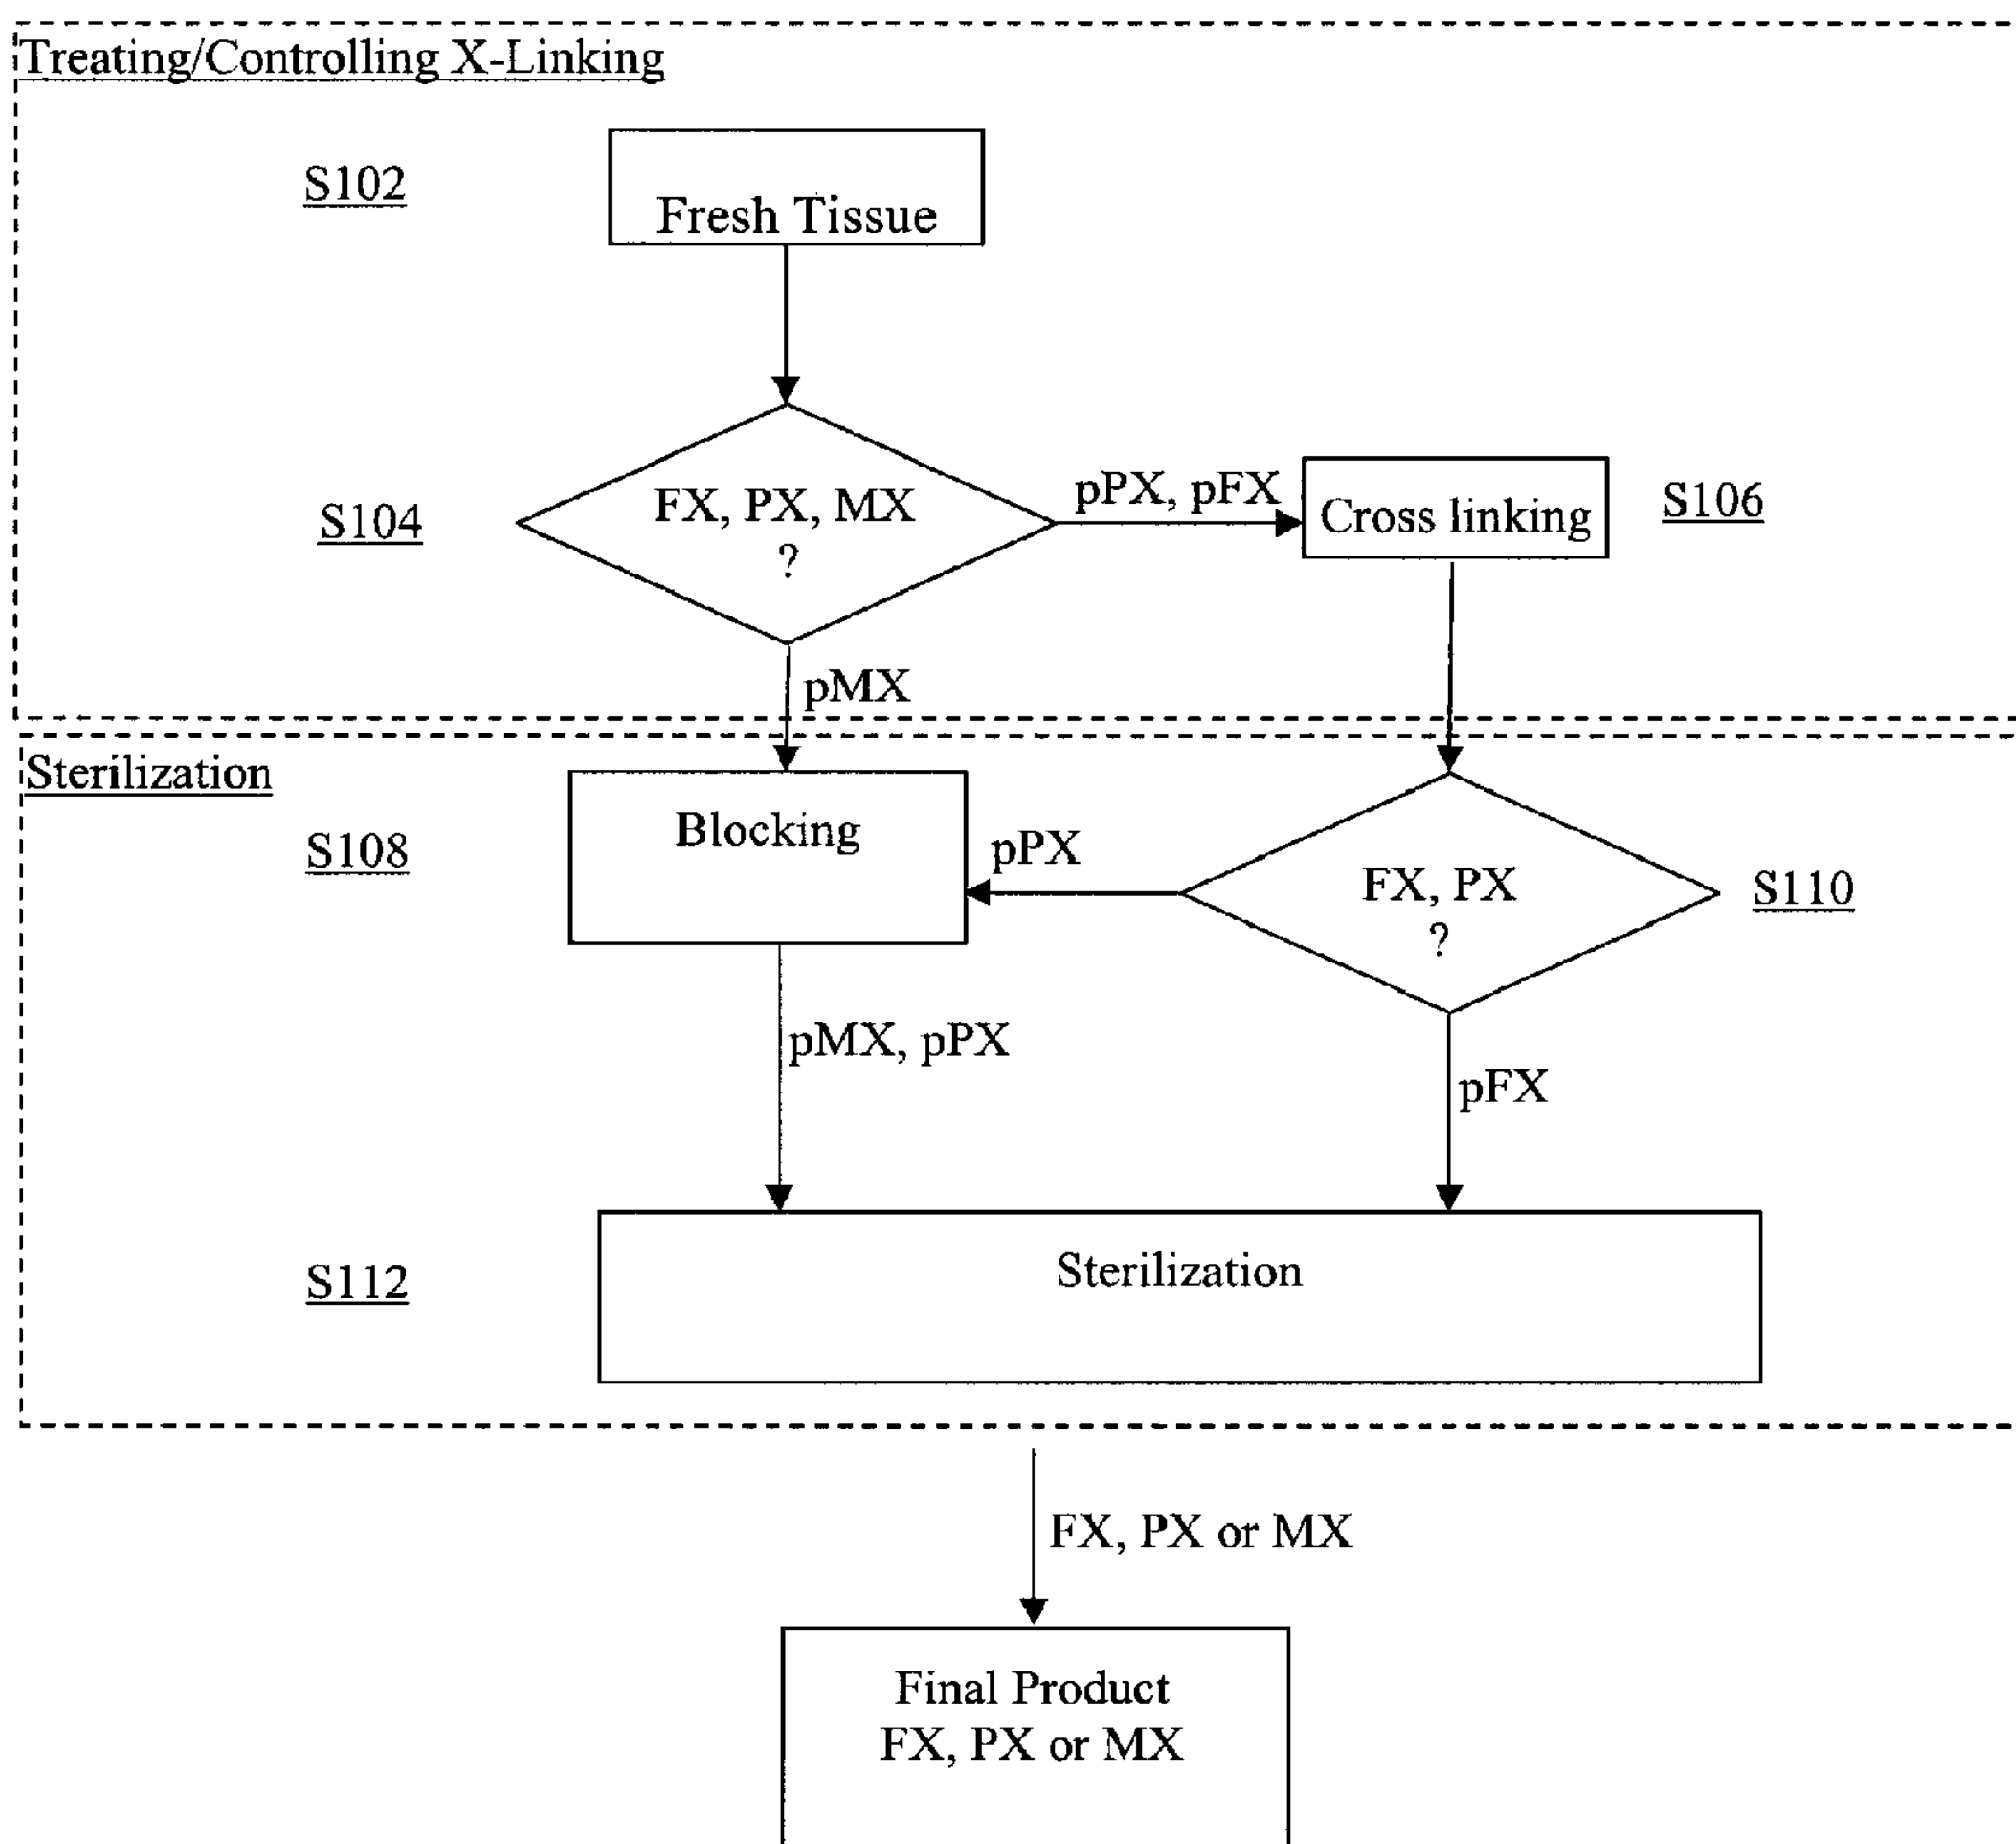 Treating/Controlling X-Linking
S102
Fresh Tissue
S104
FX, PX, MX
?
pPX, pFX
Cross linking
S106
pMX
Sterilization
S108
Blocking
pPX
FX, PX
?
S110
pMX, pPX
pFX
S112
Sterilization
FX, PX or MX
Final Product
FX, PX or MX